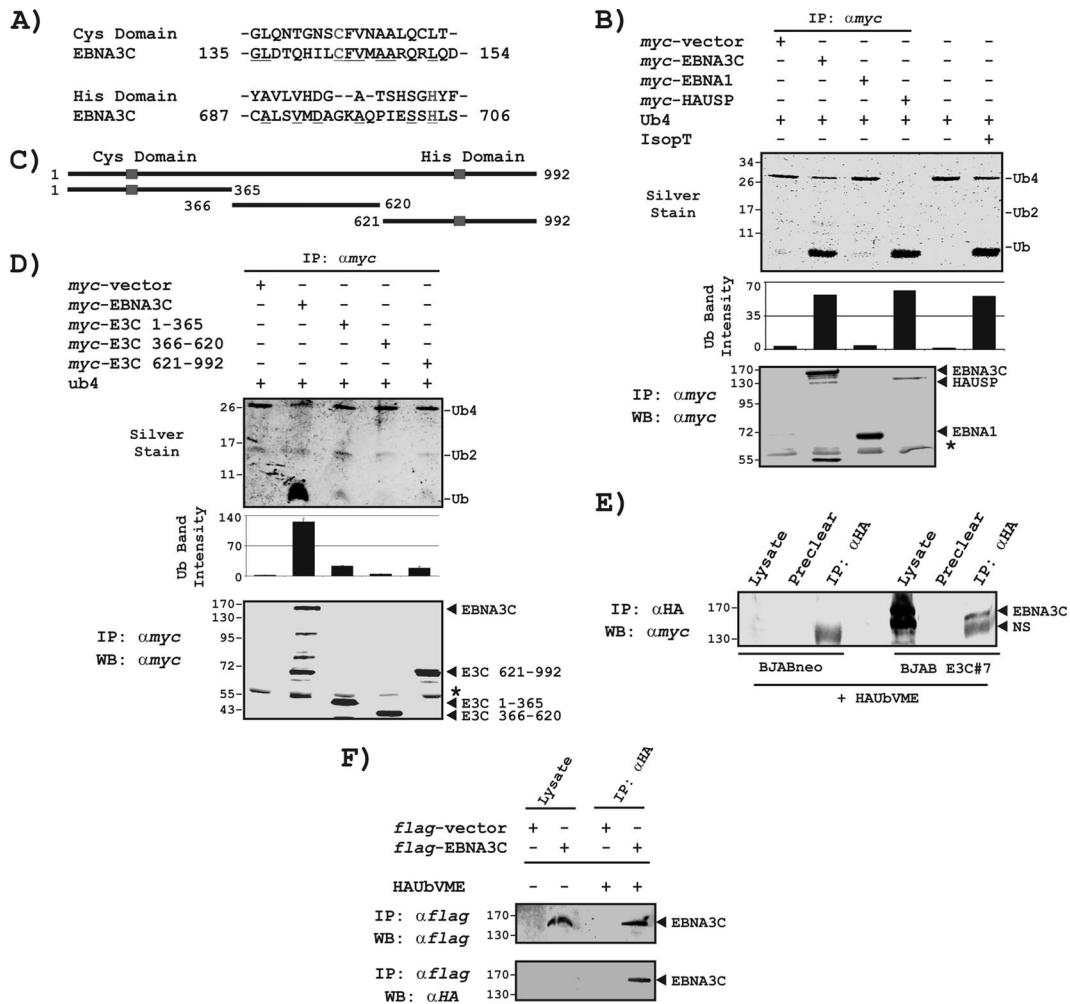 A)
Cys Domain -GLQNTGNSCFVNAALQCLT-
EBNA3C 135 -GLDTQHILCFVMAARQRLQD- 154
His Domain -YAVLVHDG--A-TSHSGHYF-
EBNA3C 687 -CALSVMDAGKAQPIESSHLS- 706
B)
IP: αmyc
myc-vector + – – – – –
myc-EBNA3C – + – – – –
myc-EBNA1 – – + – – –
myc-HAUSP – – – + – –
Ub4 + + + + + +
IsopT – – – – – +
34
26
17
11
Silver
Stain
-Ub4
-Ub2
-Ub
Ub Band
Intensity
70
35
0
IP: αmyc
WB: αmyc
170
130
95
72
55
EBNA3C
HAUSP
EBNA1
*
C)
Cys Domain His Domain
1 992
1 365
366 620
621 992
D)
IP: αmyc
myc-vector + – – – –
myc-EBNA3C – + – – –
myc-E3C 1-365 – – + – –
myc-E3C 366-620 – – – + –
myc-E3C 621-992 – – – – +
ub4 + + + + +
26
17
11
Silver
Stain
-Ub4
-Ub2
-Ub
Ub Band
Intensity
140
70
0
IP: αmyc
WB: αmyc
170
130
95
72
55
43
EBNA3C
E3C 621-992
*
E3C 1-365
E3C 366-620
E)
Lysate Preclear IP: αHA Lysate Preclear IP: αHA
IP: αHA
WB: αmyc
170
130
EBNA3C
NS
BJABneo BJAB E3C#7
+ HAUbVME
F)
Lysate IP: αHA
flag-vector + – + –
flag-EBNA3C – + – +
HAUbVME – – + +
IP: αflag
WB: αflag
170
130
EBNA3C
IP: αflag
WB: αHA
170
130
EBNA3C